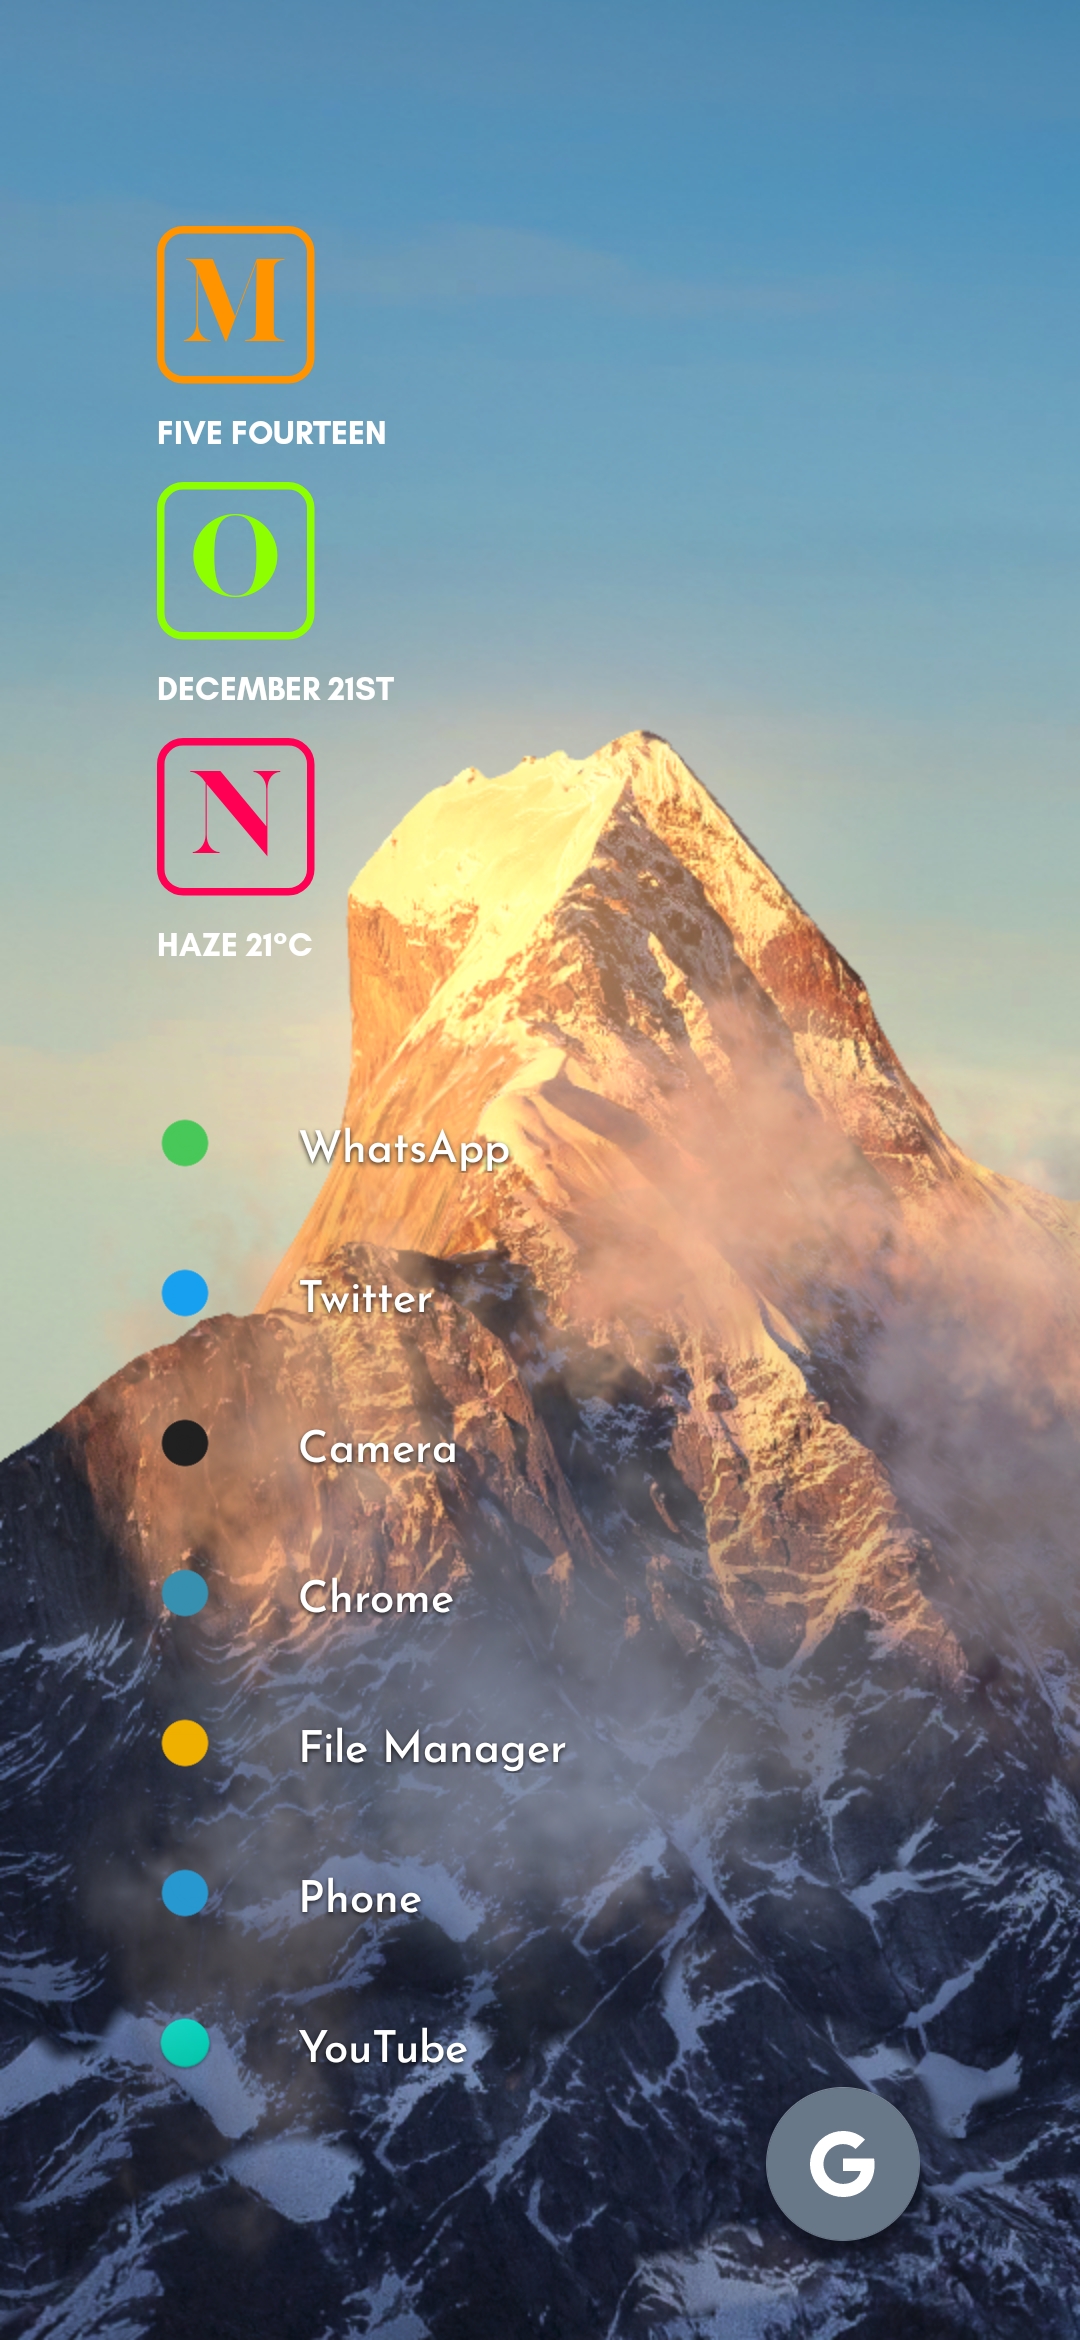 M
FIVE FOURTEEN
O
DECEMBER 21ST
N
HAZE 21°C
WhatsApp
Twitter
Camera
Chrome
File Manager
Phone
YouTube
G